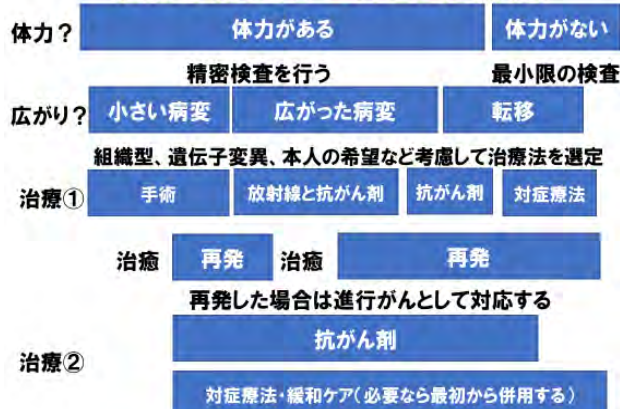 体力？ 体力がある 体力がない
精密検査を行う 最小限の検査
広がり？ 小さい病変 広がった病変 転移
組織型、遺伝子変異、本人の希望など考慮して治療法を選定
治療① 手術 放射線と抗がん剤 抗がん剤 対症療法
治癒 再発 治癒 再発
再発した場合は進行がんとして対応する
抗がん剤
治療②
対症療法・緩和ケア（必要なら最初から併用する）